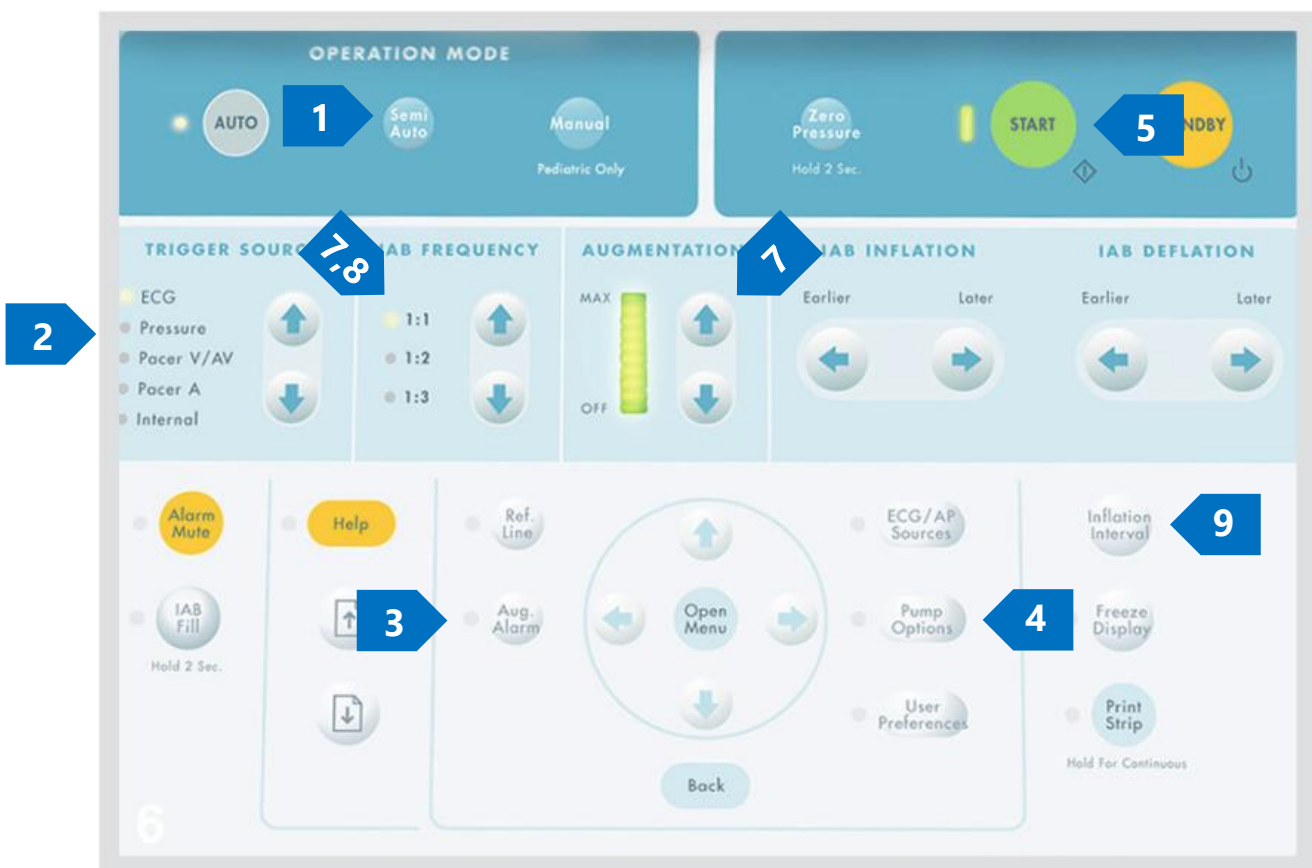 OPERATION MODE
AUTO
1
Semi
Auto
Manual
Pediatric Only
Zero
Pressure
Hold 2 Sec.
START
5
NDBY
TRIGGER SOURC
7,8
AB FREQUENCY
AUGMENTATION
7
IAB INFLATION
IAB DEFLATION
2
ECG
Pressure
Pacer V/AV
Pacer A
Internal
1:1
1:2
1:3
MAX
OFF
Earlier
Later
Earlier
Later
Alarm
Mute
IAB
Fill
Hold 2 Sec.
Help
3
Ref.
Line
Aug.
Alarm
Open
Menu
Back
ECG/AP
Sources
Pump
Options
4
User
Preferences
Inflation
Interval
9
Freeze
Display
Print
Strip
Hold For Continuous
6